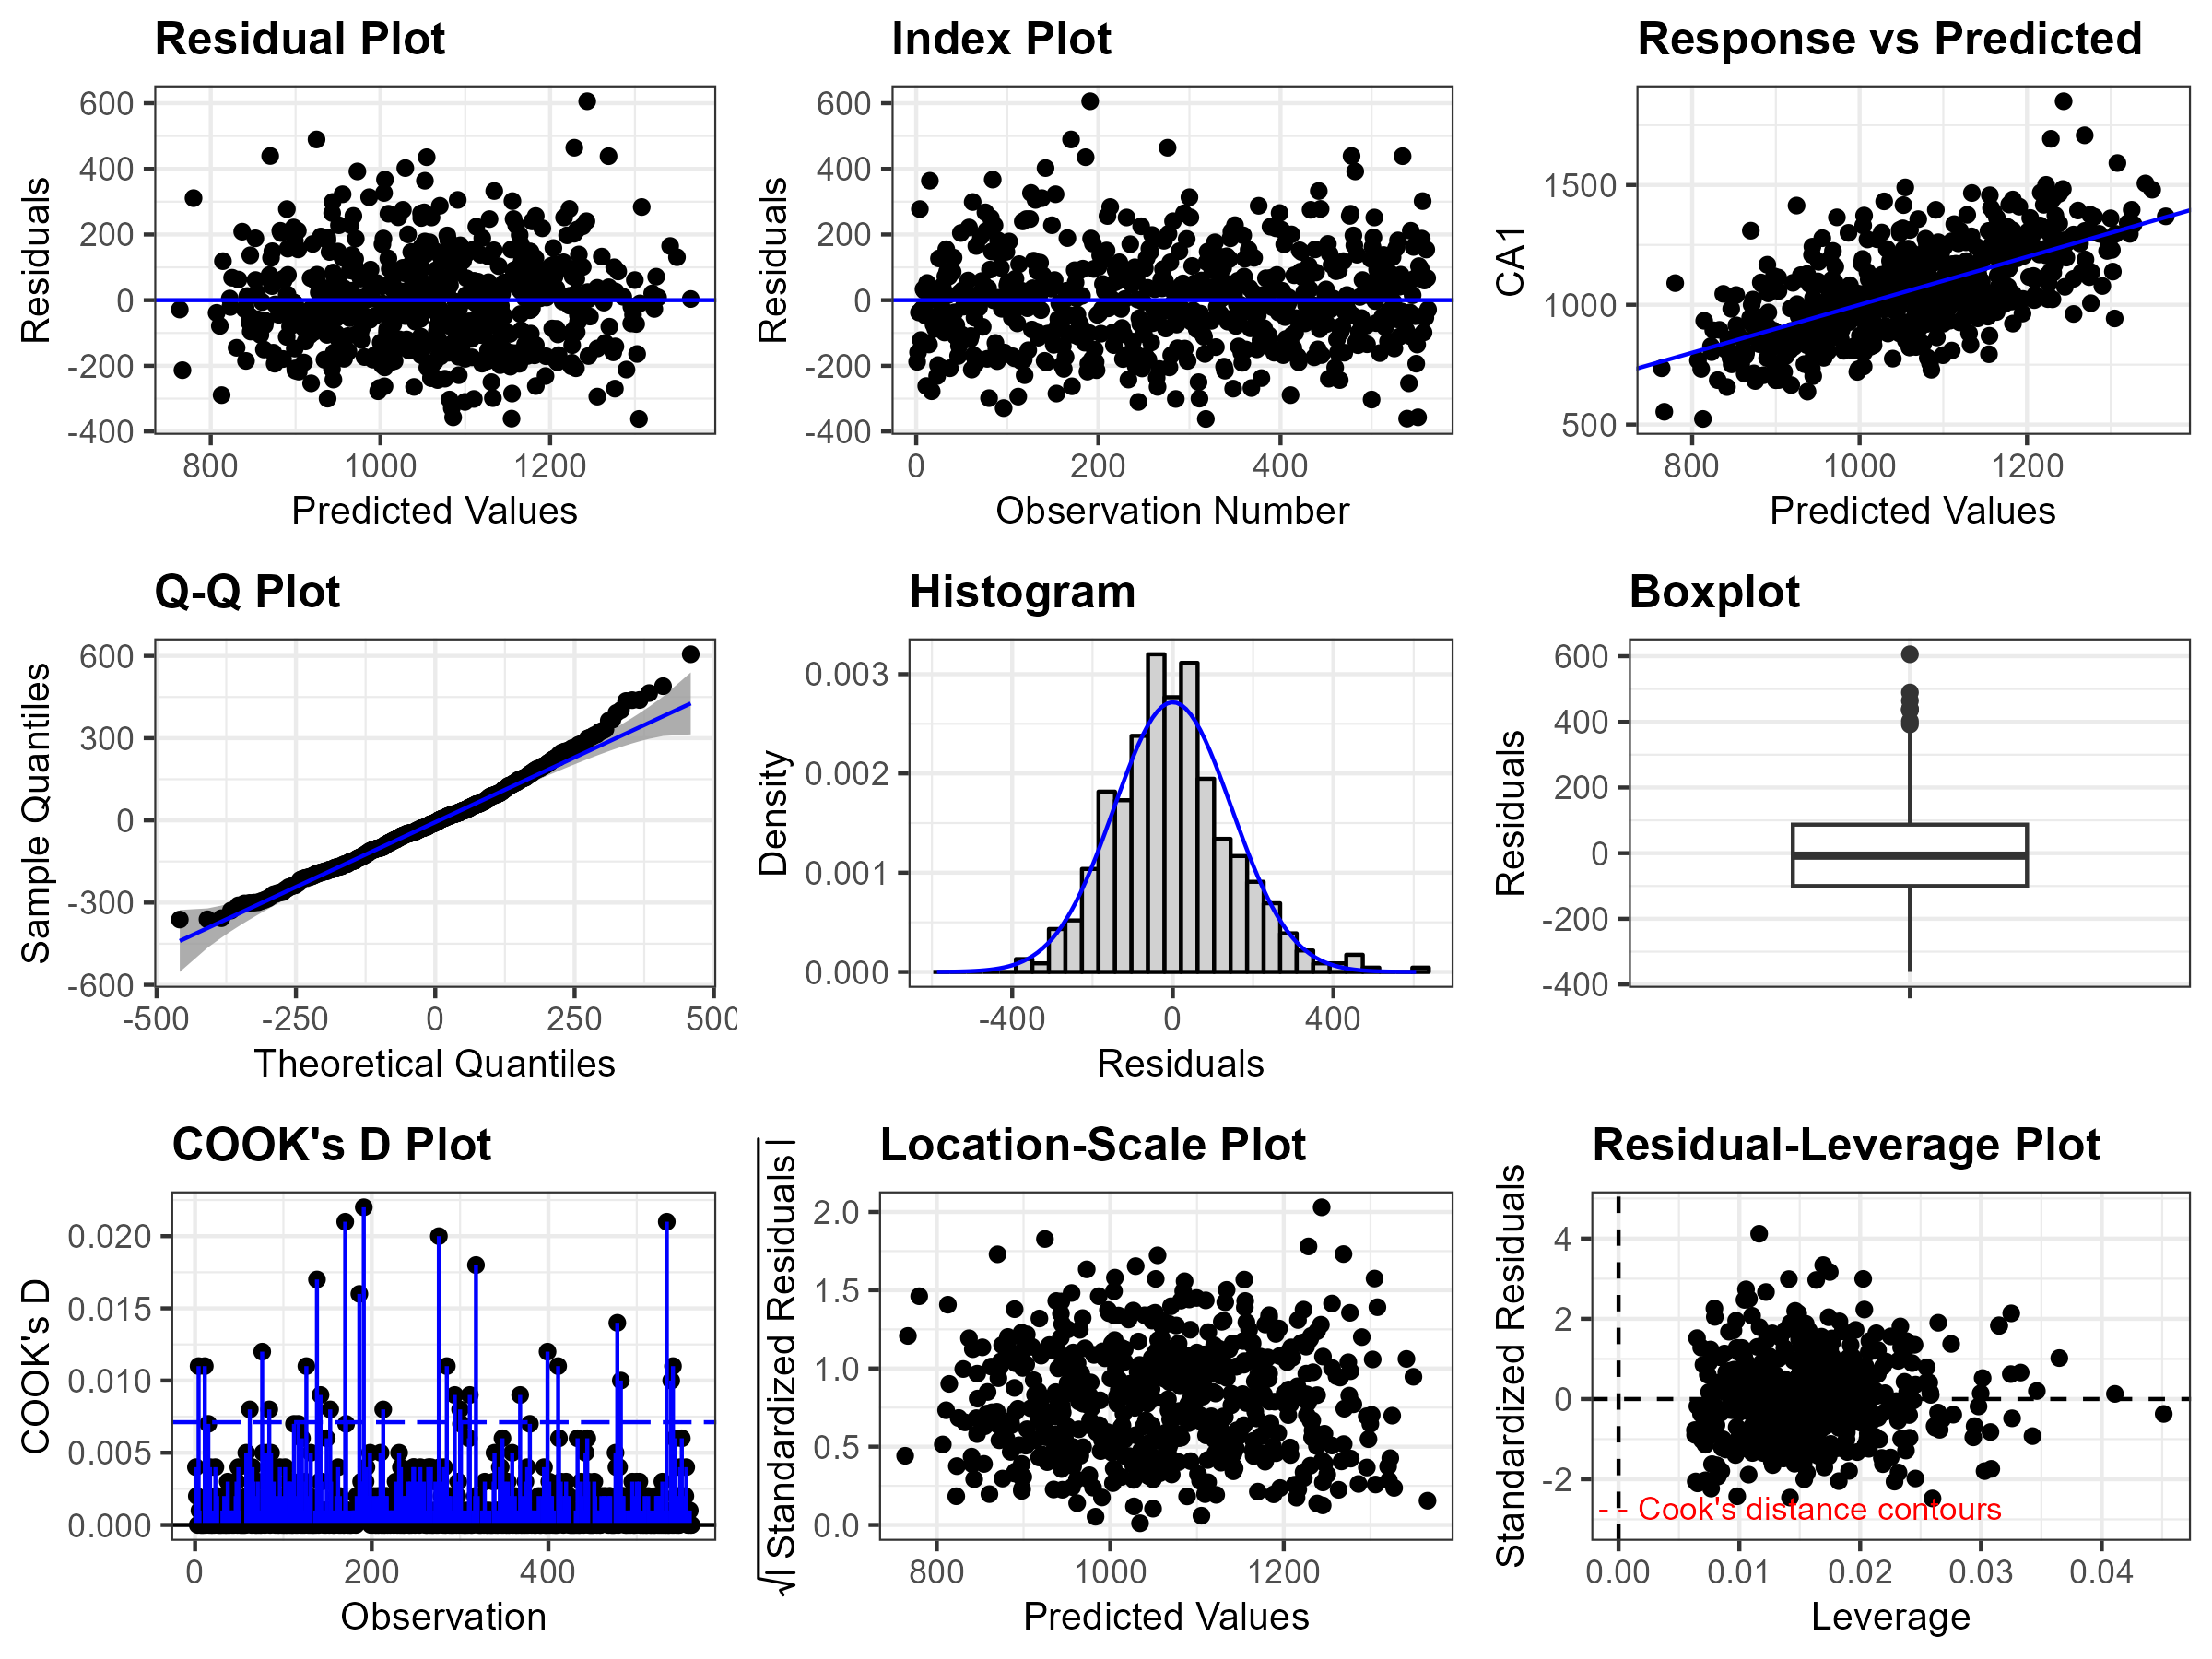 Residual Plot
Residuals
600
400
200
0
-200
-400
800
1000
1200
Predicted Values
Index Plot
Residuals
600
400
200
0
-200
-400
0
200
400
Observation Number
Response vs Predicted
CA1
1500
1000
500
800
1000
1200
Predicted Values
Q-Q Plot
Sample Quantiles
600
300
0
-300
-600
-500
-250
0
250
500
Theoretical Quantiles
Histogram
Density
0.003
0.002
0.001
0.000
-400
0
400
Residuals
Boxplot
Residuals
600
400
200
0
-200
-400
COOK's D Plot
COOK's D
0.020
0.015
0.010
0.005
0.000
0
200
400
Observation
Location-Scale Plot
√| Standardized Residuals |
2.0
1.5
1.0
0.5
0.0
800
1000
1200
Predicted Values
Residual-Leverage Plot
Standardized Residuals
4
2
0
-2
Cook's distance contours
0.00
0.01
0.02
0.03
0.04
Leverage